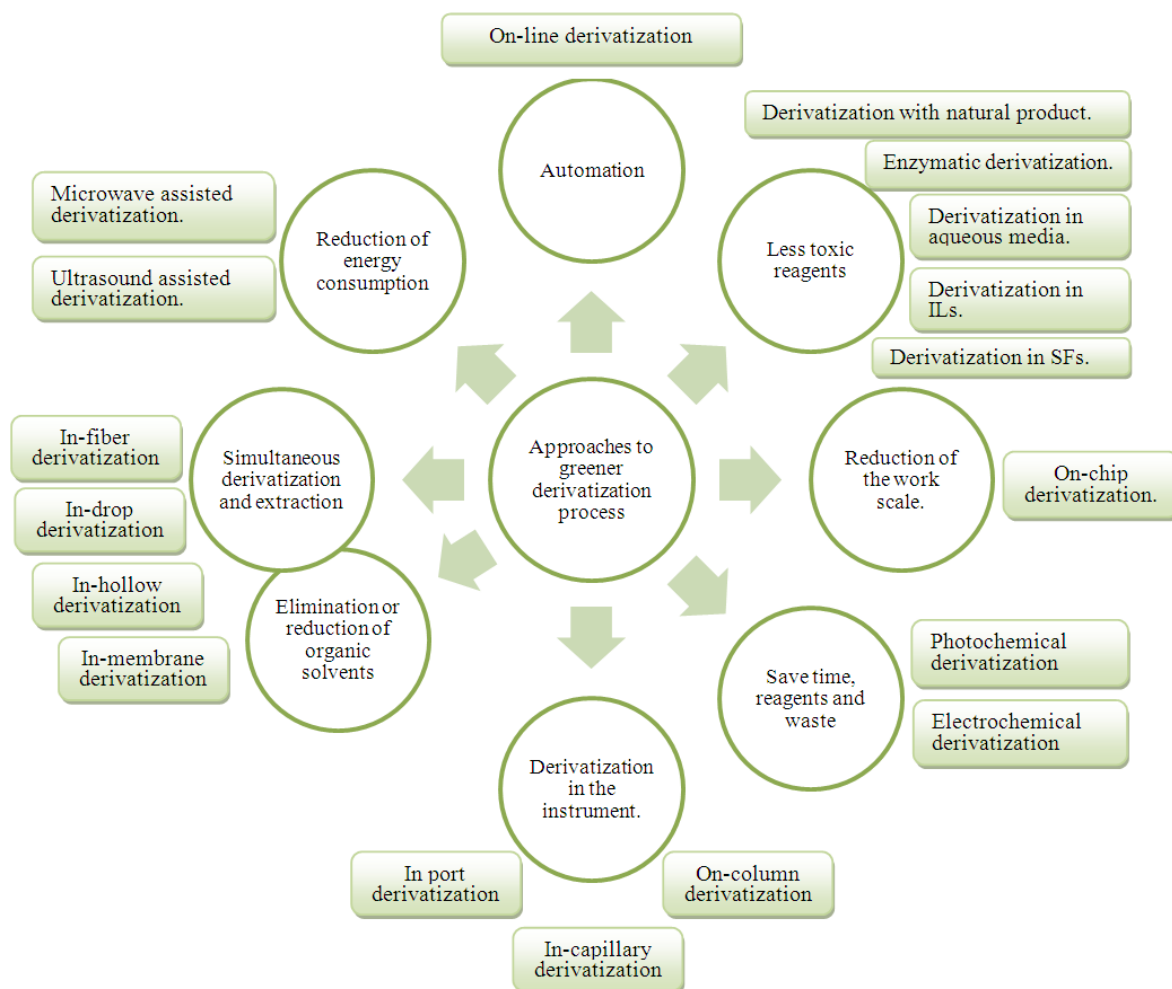 On-line derivatization
Automation
Derivatization with natural product.
Enzymatic derivatization.
Derivatization in
aqueous media.
Derivatization in
ILs.
Derivatization in SFs.
Less toxic
reagents
Microwave assisted
derivatization.
Ultrasound assisted
derivatization.
Reduction of
energy
consumption
Approaches to
greener
derivatization
process
Reduction of
the work
scale.
On-chip
derivatization.
Simultaneous
derivatization
and extraction
In-fiber
derivatization
In-drop
derivatization
In-hollow
derivatization
In-membrane
derivatization
Elimination or
reduction of
organic
solvents
Save time,
reagents and
waste
Photochemical
derivatization
Electrochemical
derivatization
Derivatization
in the
instrument.
In port
derivatization
On-column
derivatization
In-capillary
derivatization